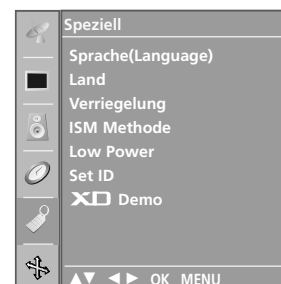 Speziell
Sprache(Language)
Land
Verriegelung
ISM Methode
Low Power
Set ID
XD Demo
▲▼ ◄► OK MENU